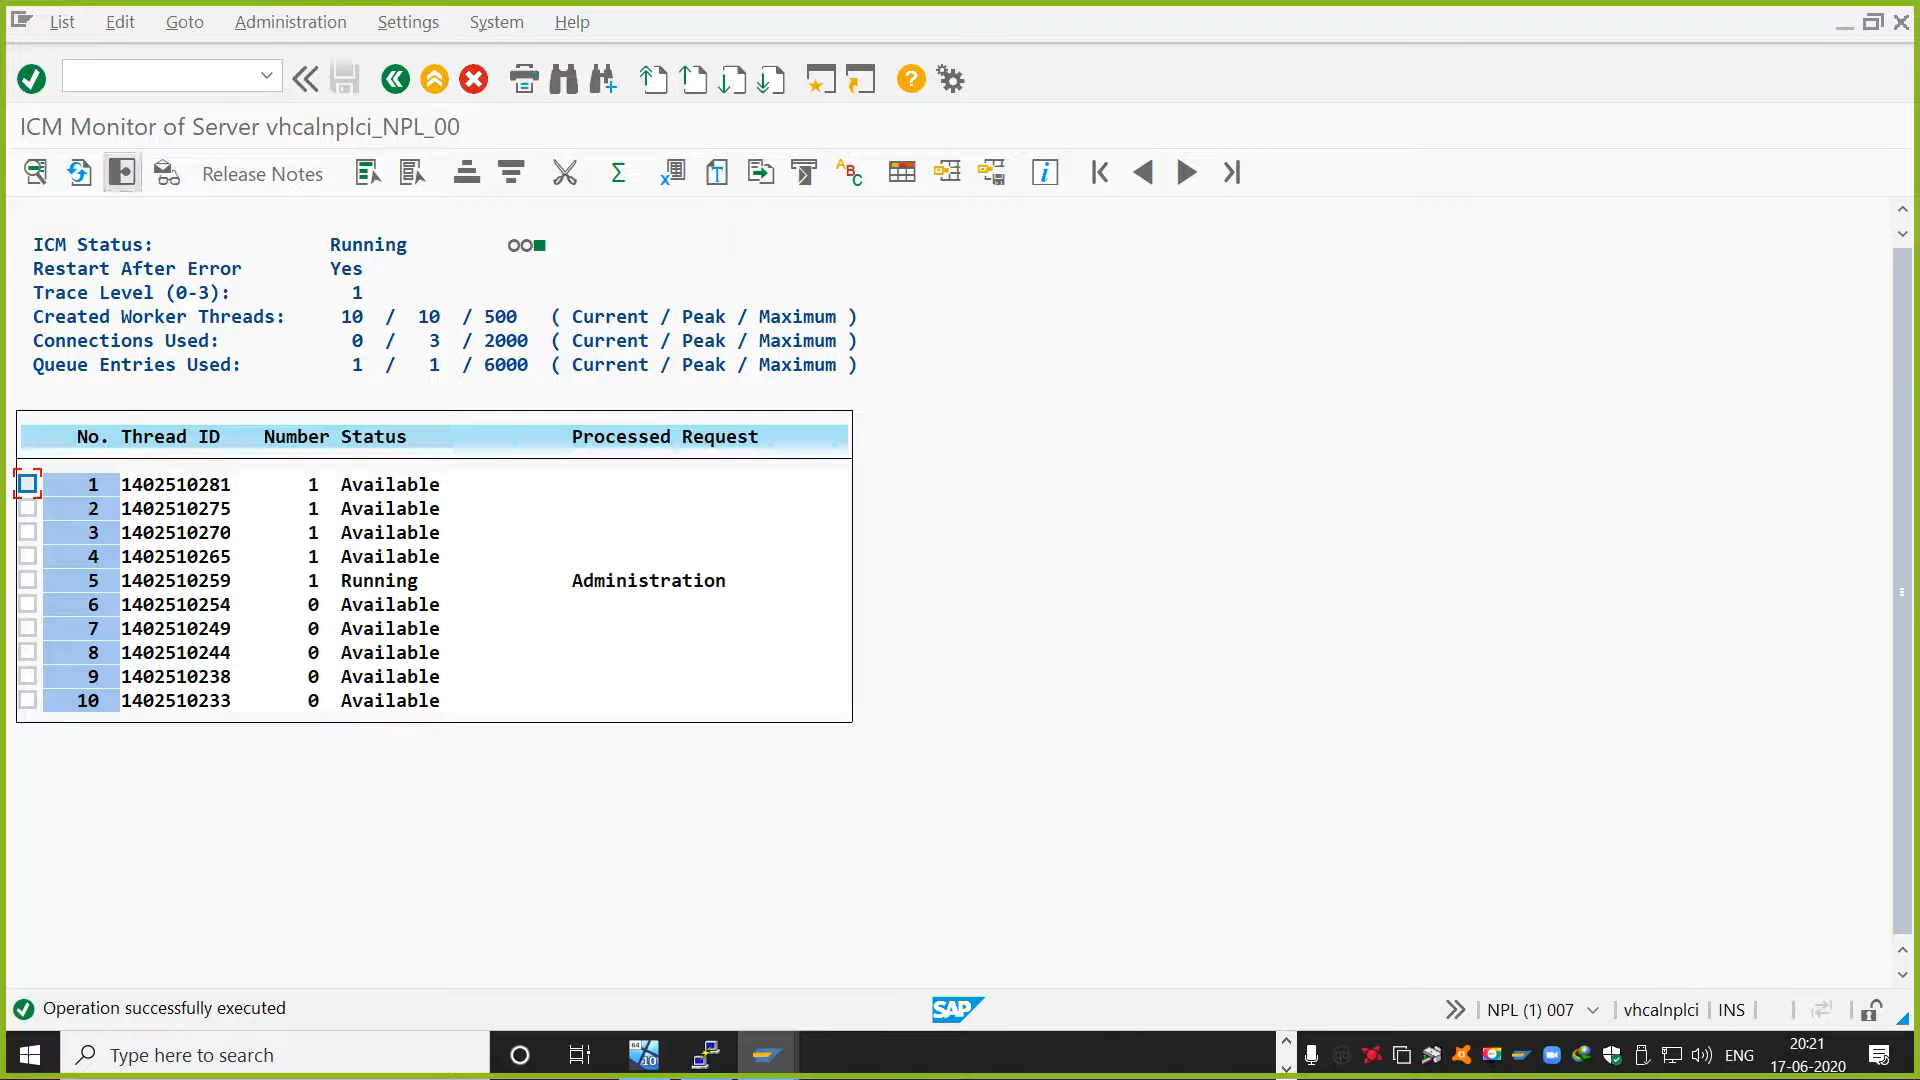 List Edit Goto Administration Settings System Help
ICM Monitor of Server vhcalnplci_NPL_00
Release Notes
ICM Status: Running
Restart After Error Yes
Trace Level (0-3): 1
Created Worker Threads: 10 / 10 / 500 ( Current / Peak / Maximum )
Connections Used: 0 / 3 / 2000 ( Current / Peak / Maximum )
Queue Entries Used: 1 / 1 / 6000 ( Current / Peak / Maximum )
No. Thread ID Number Status Processed Request
1 1402510281 1 Available
2 1402510275 1 Available
3 1402510270 1 Available
4 1402510265 1 Available
5 1402510259 1 Running Administration
6 1402510254 0 Available
7 1402510249 0 Available
8 1402510244 0 Available
9 1402510238 0 Available
10 1402510233 0 Available
Operation successfully executed SAP NPL (1) 007 vhcalnplci INS
Type here to search ENG 20:21
17-06-2020